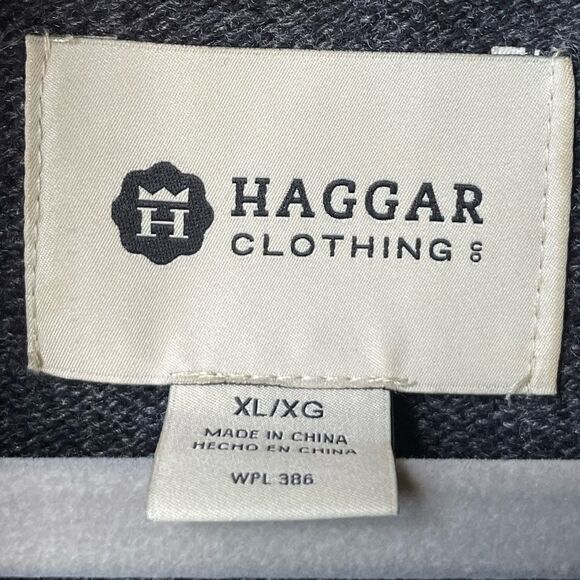 H HAGGAR
CLOTHING CO
XL/XG
MADE IN CHINA
HECHO EN CHINA
WPL 386